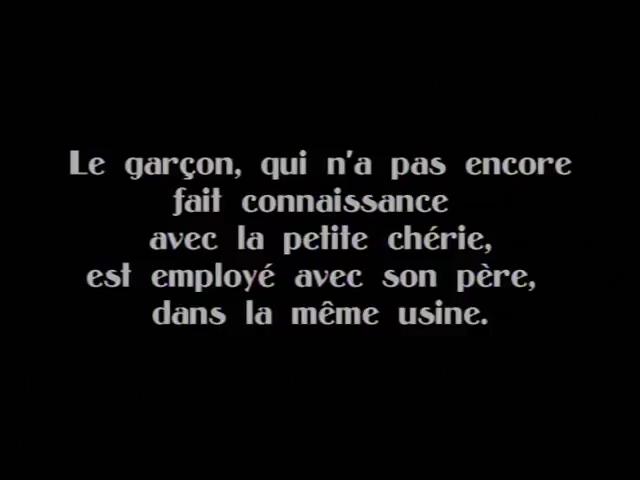 Le garçon, qui n'a pas encore
fait connaissance
avec la petite chérie,
est employé avec son père,
dans la même usine.